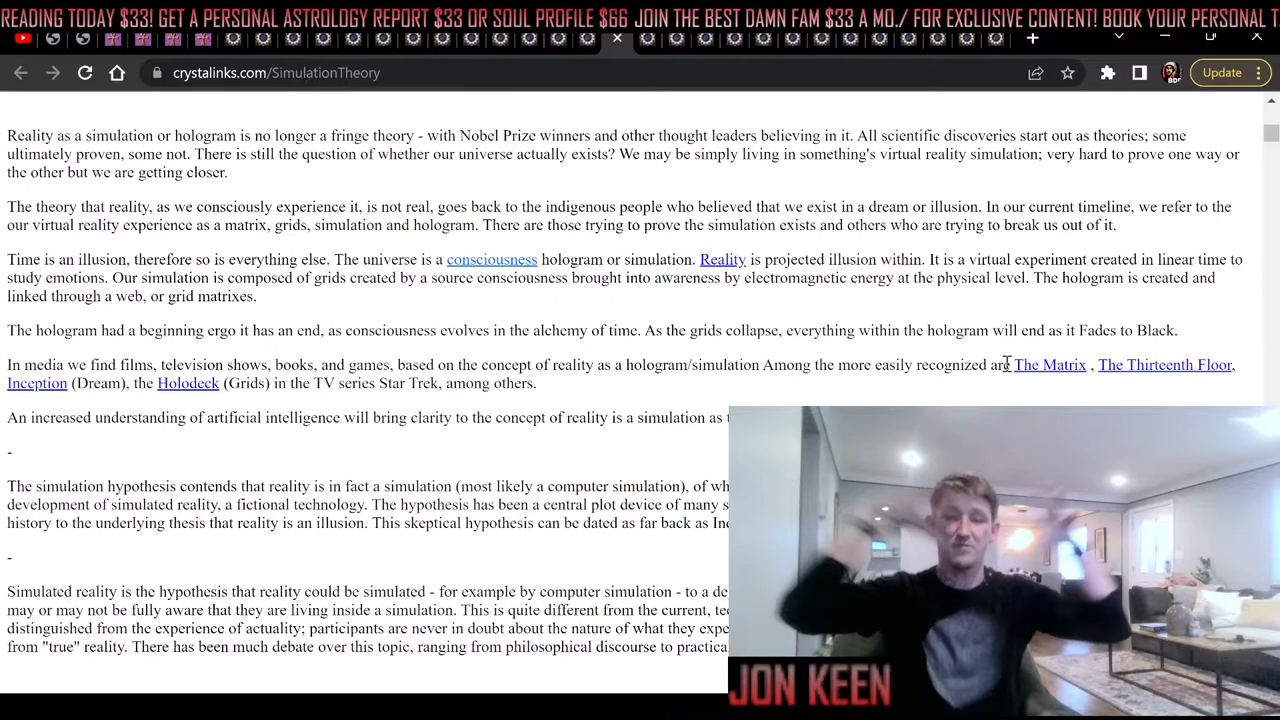 READING TODAY $33! GET A PERSONAL ASTROLOGY REPORT $33 OR SOUL PROFILE $66 JOIN THE BEST DAMN FAM $33 A MO./ FOR EXCLUSIVE CONTENT! BOOK YOUR PERSONAL T
crystalinks.com/SimulationTheory
Update
Reality as a simulation or hologram is no longer a fringe theory - with Nobel Prize winners and other thought leaders believing in it. All scientific discoveries start out as theories; some
ultimately proven, some not. There is still the question of whether our universe actually exists? We may be simply living in something's virtual reality simulation; very hard to prove one way or
the other but we are getting closer.
The theory that reality, as we consciously experience it, is not real, goes back to the indigenous people who believed that we exist in a dream or illusion. In our current timeline, we refer to the
our virtual reality experience as a matrix, grids, simulation and hologram. There are those trying to prove the simulation exists and others who are trying to break us out of it.
Time is an illusion, therefore so is everything else. The universe is a consciousness hologram or simulation. Reality is projected illusion within. It is a virtual experiment created in linear time to
study emotions. Our simulation is composed of grids created by a source consciousness brought into awareness by electromagnetic energy at the physical level. The hologram is created and
linked through a web, or grid matrixes.
The hologram had a beginning ergo it has an end, as consciousness evolves in the alchemy of time. As the grids collapse, everything within the hologram will end as it Fades to Black.
In media we find films, television shows, books, and games, based on the concept of reality as a hologram/simulation Among the more easily recognized are The Matrix , The Thirteenth Floor,
Inception (Dream), the Holodeck (Grids) in the TV series Star Trek, among others.
An increased understanding of artificial intelligence will bring clarity to the concept of reality is a simulation as
-
The simulation hypothesis contends that reality is in fact a simulation (most likely a computer simulation), of
development of simulated reality, a fictional technology. The hypothesis has been a central plot device of many
history to the underlying thesis that reality is an illusion. This skeptical hypothesis can be dated as far back as
-
Simulated reality is the hypothesis that reality could be simulated - for example by computer simulation - to a
may or may not be fully aware that they are living inside a simulation. This is quite different from the current,
distinguished from the experience of actuality; participants are never in doubt about the nature of what they
from "true" reality. There has been much debate over this topic, ranging from philosophical discourse to
JON KEEN